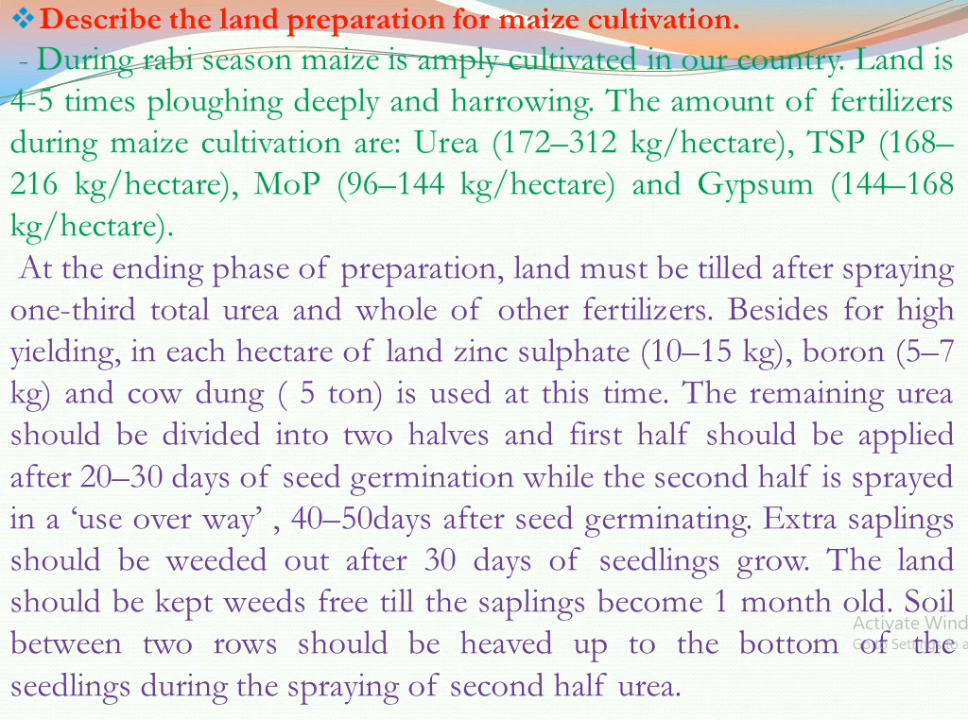 ❖Describe the land preparation for maize cultivation.
- During rabi season maize is amply cultivated in our country. Land is
4-5 times ploughing deeply and harrowing. The amount of fertilizers
during maize cultivation are: Urea (172–312 kg/hectare), TSP (168–
216 kg/hectare), MoP (96–144 kg/hectare) and Gypsum (144–168
kg/hectare).
At the ending phase of preparation, land must be tilled after spraying
one-third total urea and whole of other fertilizers. Besides for high
yielding, in each hectare of land zinc sulphate (10–15 kg), boron (5–7
kg) and cow dung ( 5 ton) is used at this time. The remaining urea
should be divided into two halves and first half should be applied
after 20–30 days of seed germination while the second half is sprayed
in a ‘use over way’ , 40–50days after seed germinating. Extra saplings
should be weeded out after 30 days of seedlings grow. The land
should be kept weeds free till the saplings become 1 month old. Soil
Activate Wind
between two rows should be heaved up to the bottom of the
seedlings during the spraying of second half urea.